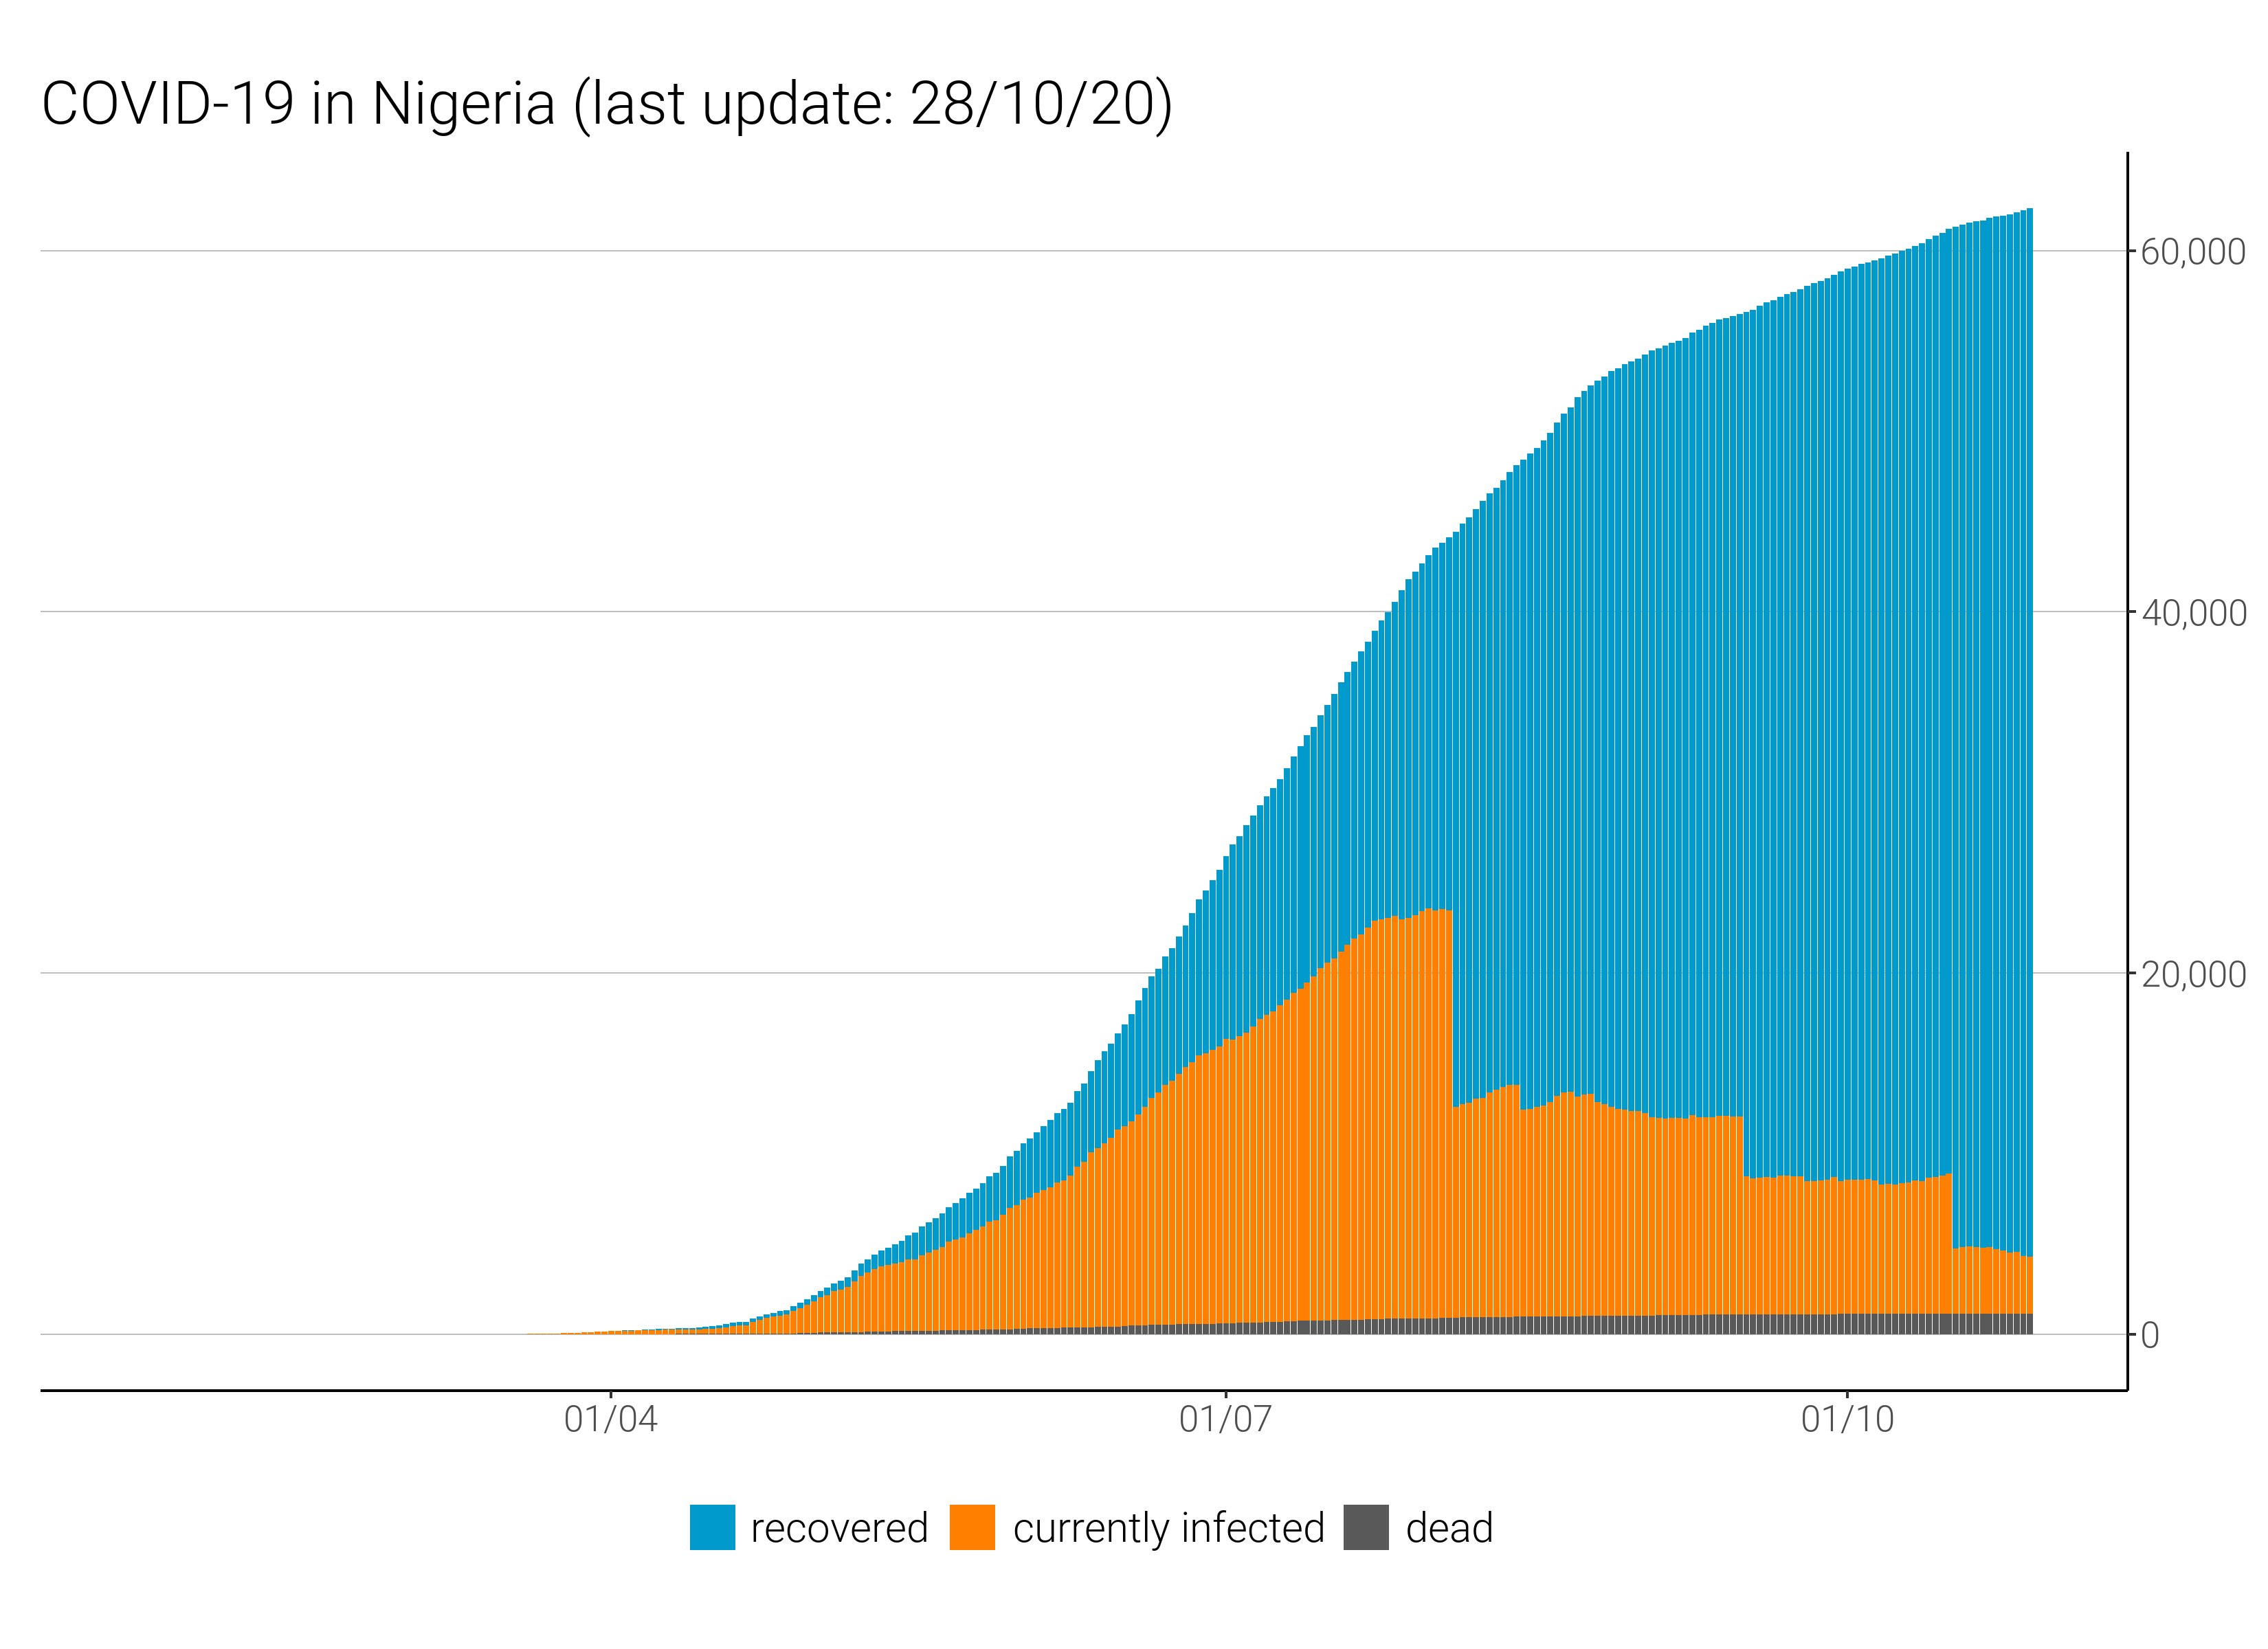 COVID-19 in Nigeria (last update: 28/10/20)
60,000
40,000
20,000
0
01/04 01/07 01/10
recovered currently infected dead